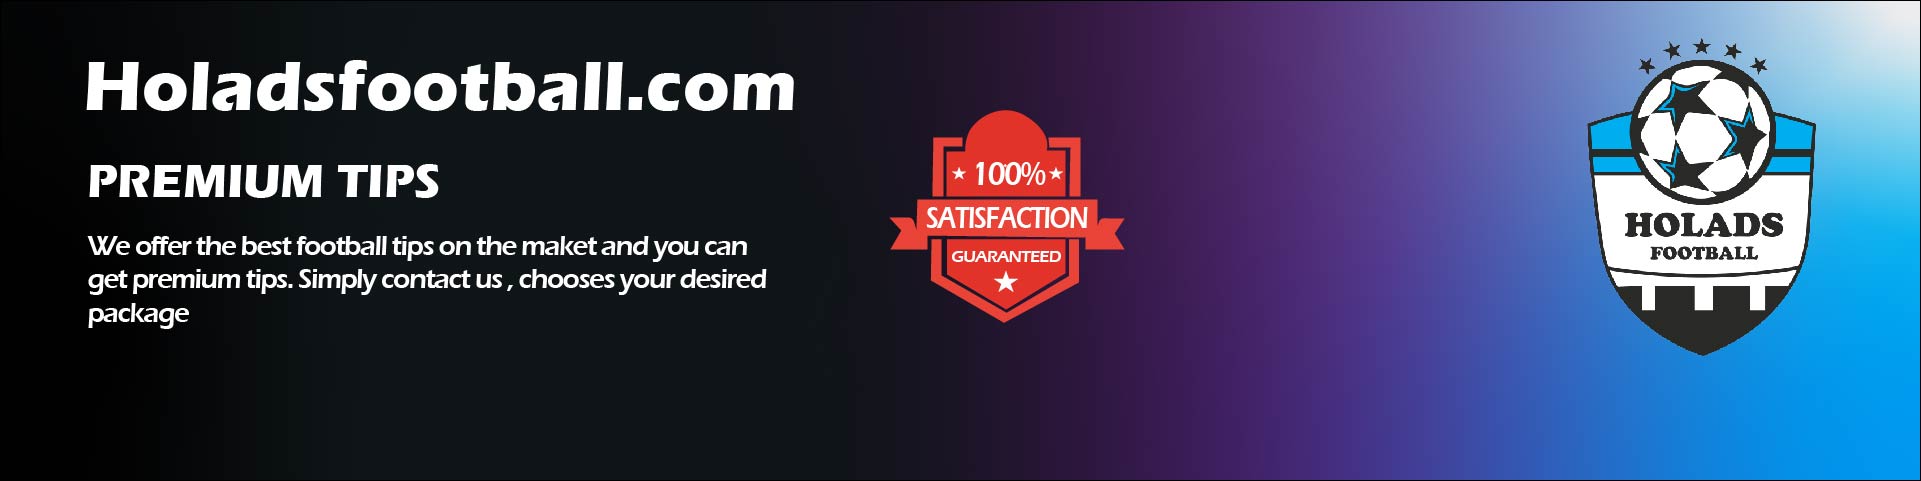 Holadsfootball.com
PREMIUM TIPS
We offer the best football tips on the maket and you can
get premium tips. Simply contact us , chooses your desired
package
100%
SATISFACTION
GUARANTEED
HOLADS
FOOTBALL